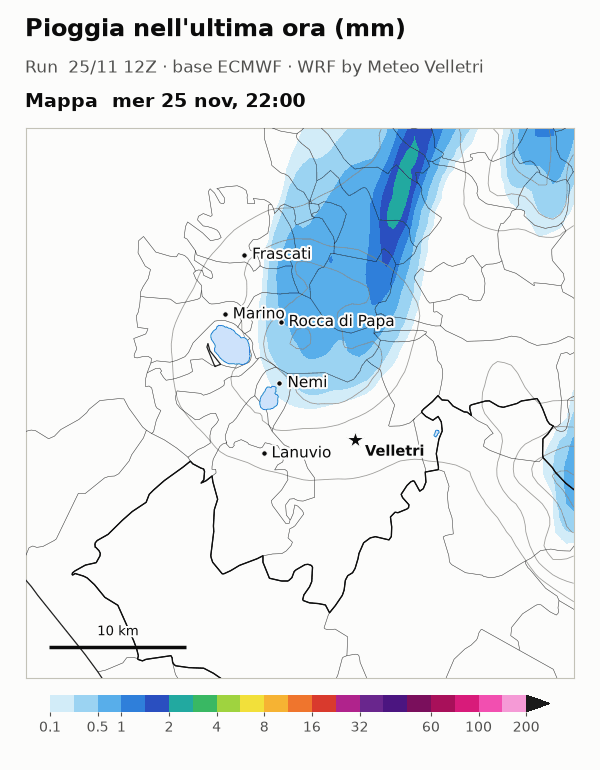 Pioggia nell'ultima ora (mm)
Run  25/11 12Z · base ECMWF · WRF by Meteo Velletri
Mappa  mer 25 nov, 22:00
Frascati
Marino
Rocca di Papa
Nemi
Velletri
Lanuvio
10 km
0.1 0.5 1 2 4 8 16 32 60 100 200